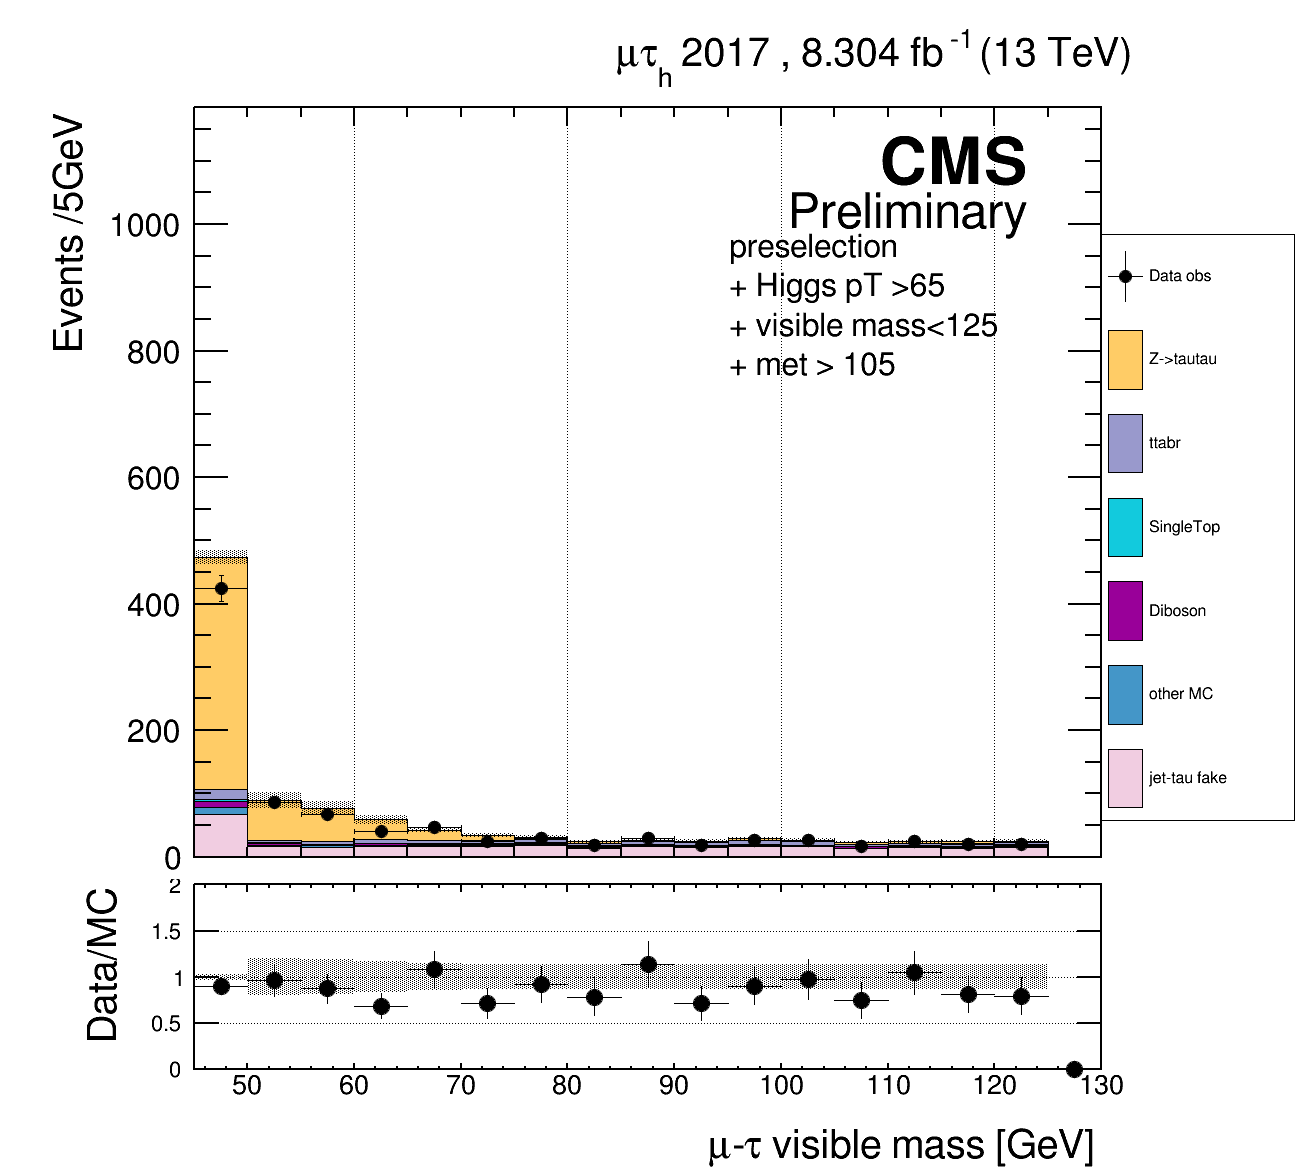 μτh 2017 , 8.304 fb-1 (13 TeV)
Events /5GeV
CMS
Preliminary
preselection
+ Higgs pT >65
+ visible mass<125
+ met > 105
1000
800
600
400
200
0
Data obs
Z->tautau
ttabr
SingleTop
Diboson
other MC
jet-tau fake
Data/MC
2
1.5
1
0.5
0
50 60 70 80 90 100 110 120 130
μ-τ visible mass [GeV]